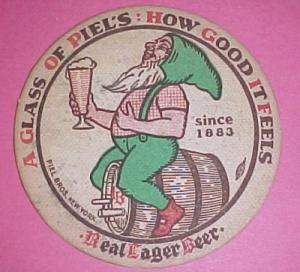 A GLASS OF PIEL'S: HOW GOOD IT FEELS
since
1883
PIEL BROS. NEW YORK.
Real Lager Beer.